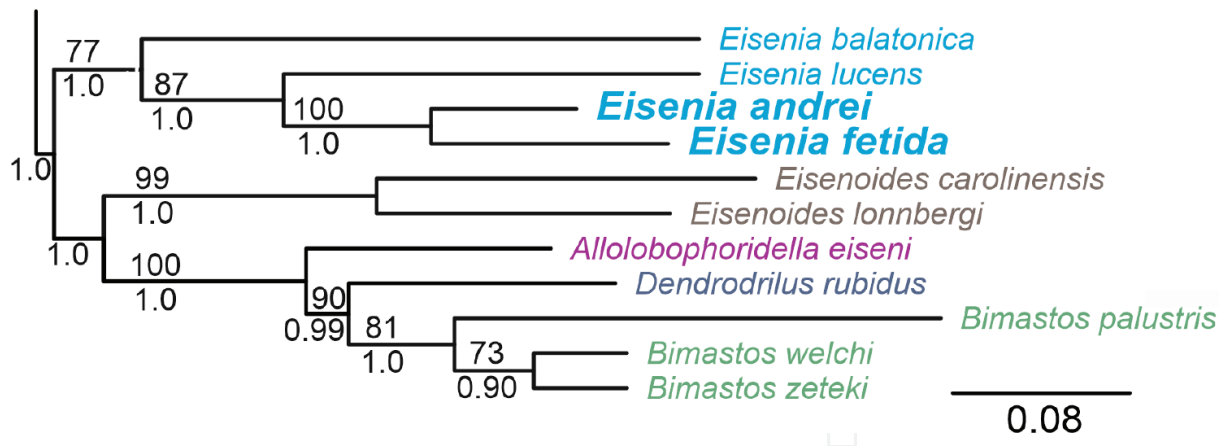 77
1.0
Eisenia balatonica
87
1.0
Eisenia lucens
100
1.0
Eisenia andrei
Eisenia fetida
1.0
99
1.0
Eisenoides carolinensis
Eisenoides lonnbergi
1.0
100
1.0
Allolobophoridella eiseni
90
0.99
Dendrodrilus rubidus
81
1.0
Bimastos palustris
73
0.90
Bimastos welchi
Bimastos zeteki
0.08